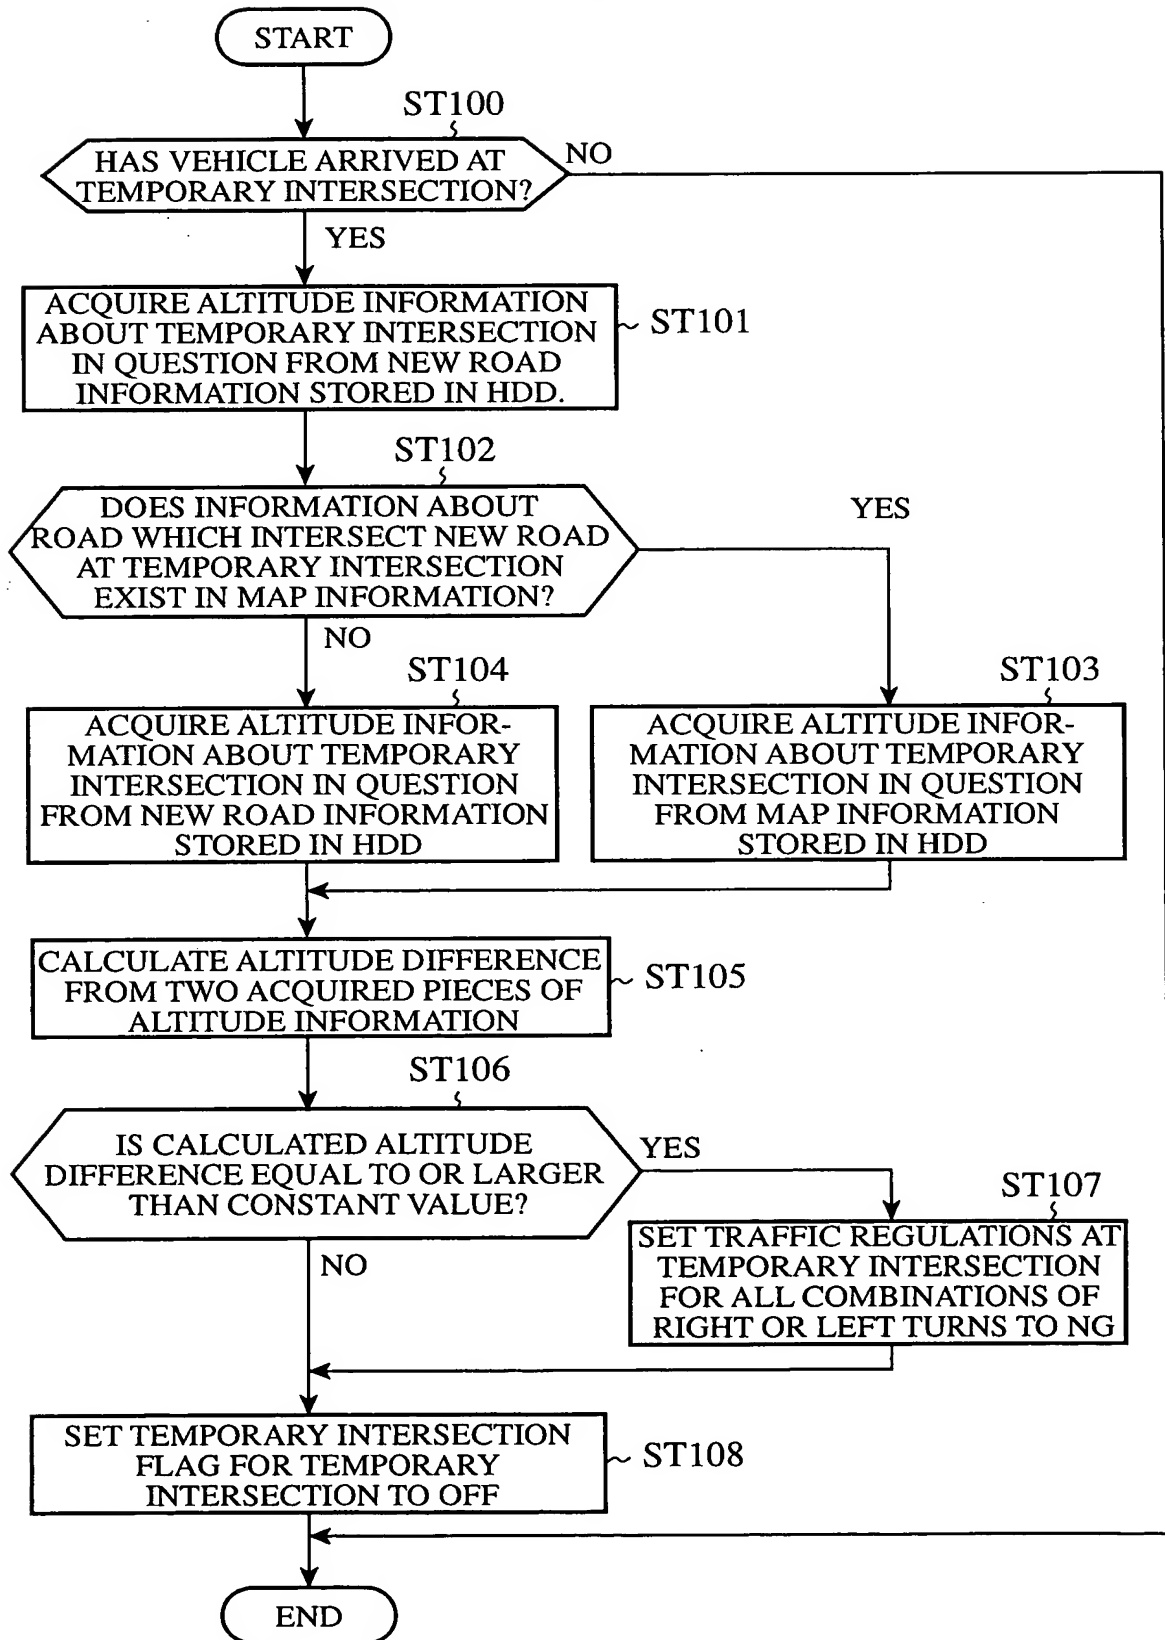 START
ST100
HAS VEHICLE ARRIVED AT
TEMPORARY INTERSECTION?
NO
YES
ACQUIRE ALTITUDE INFORMATION
ABOUT TEMPORARY INTERSECTION
IN QUESTION FROM NEW ROAD
INFORMATION STORED IN HDD.
ST101
ST102
DOES INFORMATION ABOUT
ROAD WHICH INTERSECT NEW ROAD
AT TEMPORARY INTERSECTION
EXIST IN MAP INFORMATION?
YES
NO
ST104
ACQUIRE ALTITUDE INFOR-
MATION ABOUT TEMPORARY
INTERSECTION IN QUESTION
FROM NEW ROAD INFORMATION
STORED IN HDD
ST103
ACQUIRE ALTITUDE INFOR-
MATION ABOUT TEMPORARY
INTERSECTION IN QUESTION
FROM MAP INFORMATION
STORED IN HDD
CALCULATE ALTITUDE DIFFERENCE
FROM TWO ACQUIRED PIECES OF
ALTITUDE INFORMATION
ST105
ST106
IS CALCULATED ALTITUDE
DIFFERENCE EQUAL TO OR LARGER
THAN CONSTANT VALUE?
YES
NO
ST107
SET TRAFFIC REGULATIONS AT
TEMPORARY INTERSECTION
FOR ALL COMBINATIONS OF
RIGHT OR LEFT TURNS TO NG
SET TEMPORARY INTERSECTION
FLAG FOR TEMPORARY
INTERSECTION TO OFF
ST108
END